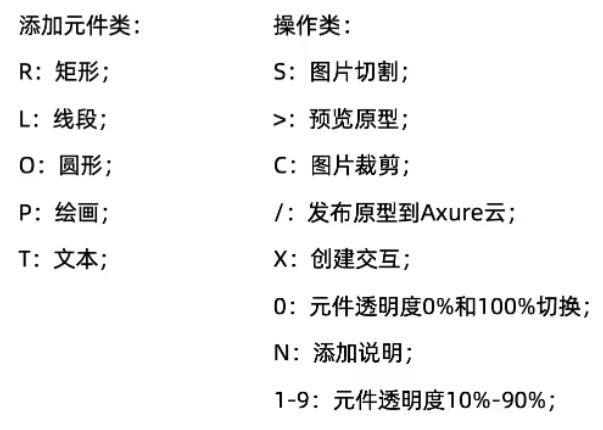 添加元件类：
R：矩形；
L：线段；
O：圆形；
P：绘画；
T：文本；
操作类：
S：图片切割；
>：预览原型；
C：图片裁剪；
/：发布原型到Axure云；
X：创建交互；
0：元件透明度0%和100%切换；
N：添加说明；
1-9：元件透明度10%-90%；